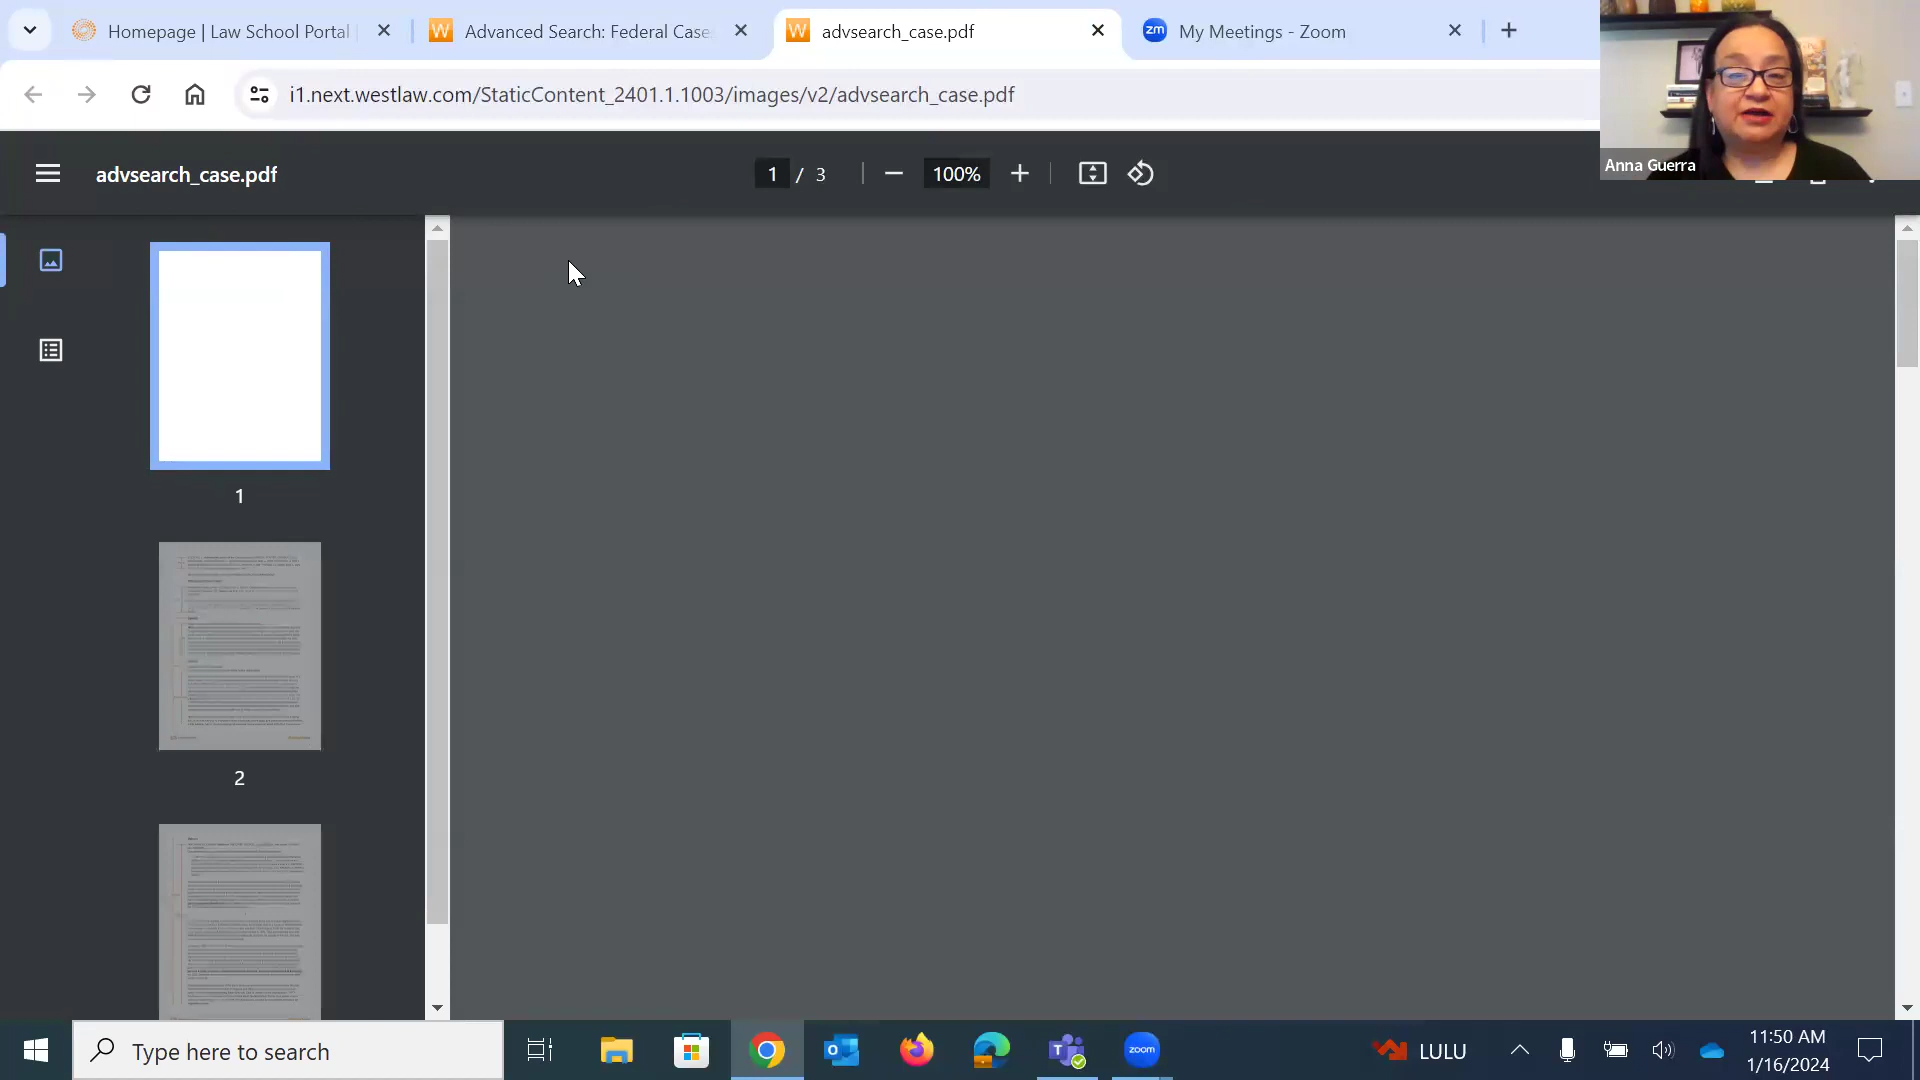 Homepage | Law School Portal
Advanced Search: Federal Case
advsearch_case.pdf
My Meetings - Zoom
i1.next.westlaw.com/StaticContent_2401.1.1003/images/v2/advsearch_case.pdf
advsearch_case.pdf
1 / 3
100%
Anna Guerra
1
2
Type here to search
zoom
LULU
11:50 AM
1/16/2024